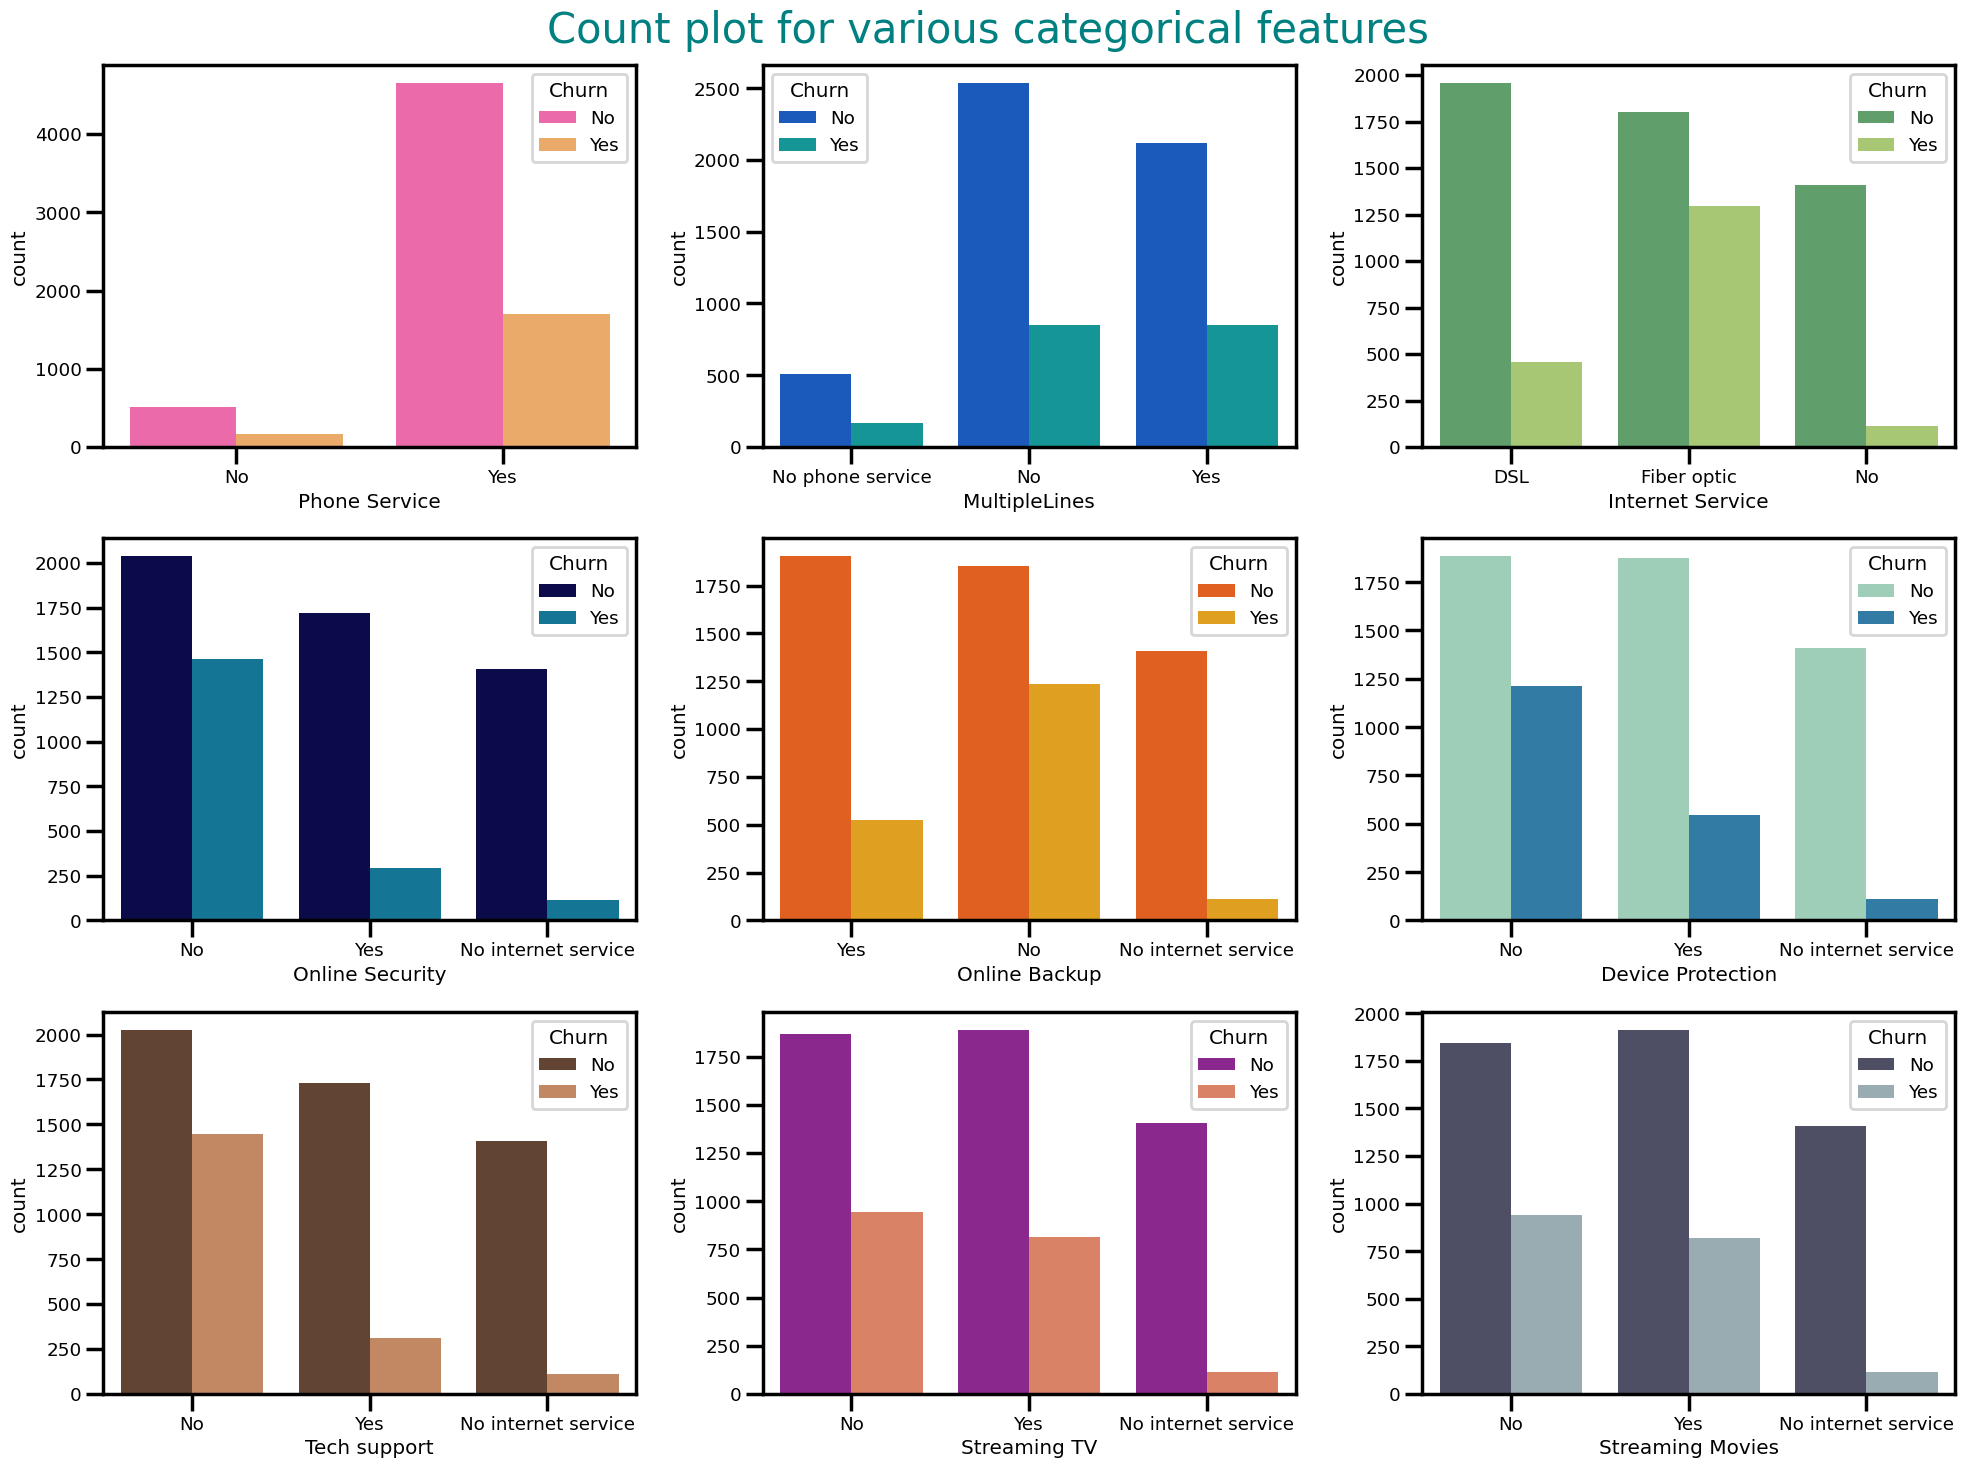 Count plot for various categorical features
count
4000
3000
2000
1000
0
Churn
No
Yes
No Yes
Phone Service
count
2500
2000
1500
1000
500
0
Churn
No
Yes
No phone service No Yes
MultipleLines
count
2000
1750
1500
1250
1000
750
500
250
0
Churn
No
Yes
DSL Fiber optic No
Internet Service
count
2000
1750
1500
1250
1000
750
500
250
0
Churn
No
Yes
No Yes No internet service
Online Security
count
1750
1500
1250
1000
750
500
250
0
Churn
No
Yes
Yes No No internet service
Online Backup
count
1750
1500
1250
1000
750
500
250
0
Churn
No
Yes
No Yes No internet service
Device Protection
count
2000
1750
1500
1250
1000
750
500
250
0
Churn
No
Yes
No Yes No internet service
Tech support
count
1750
1500
1250
1000
750
500
250
0
Churn
No
Yes
No Yes No internet service
Streaming TV
count
2000
1750
1500
1250
1000
750
500
250
0
Churn
No
Yes
No Yes No internet service
Streaming Movies